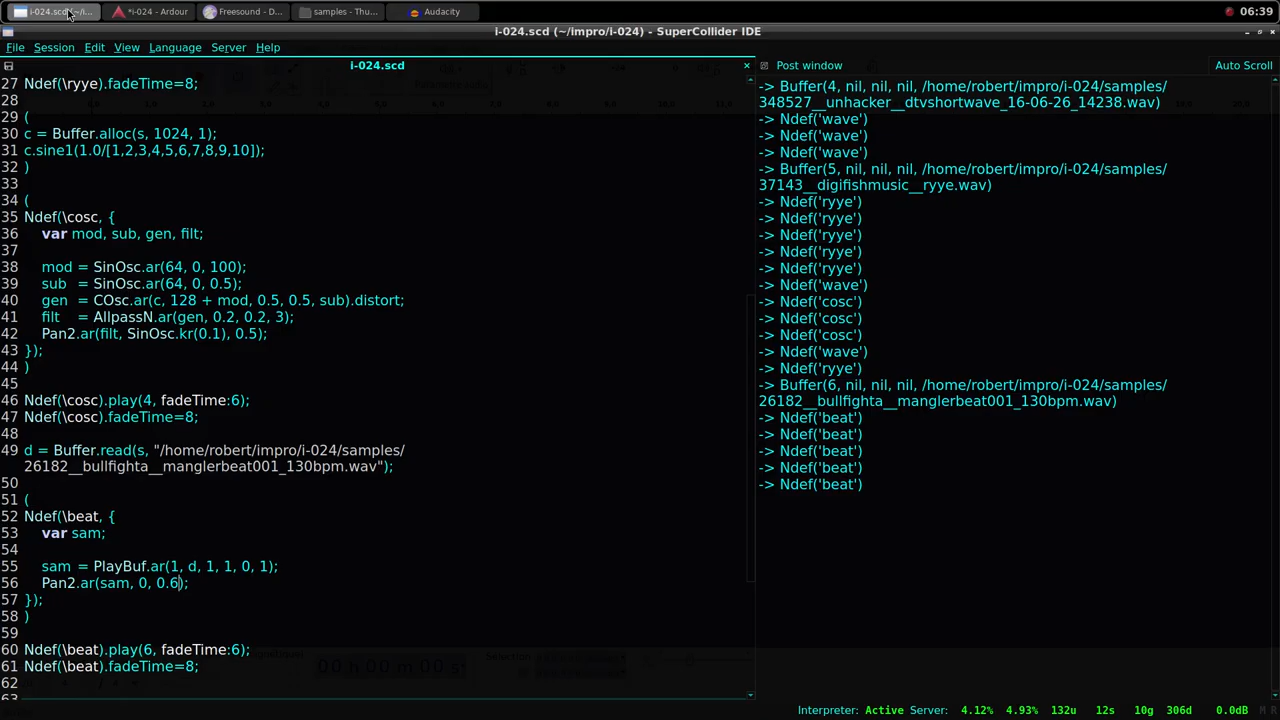 i-024.scd (~/i...
*i-024 - Ardour
Freesound - D...
samples - Thu...
Audacity
06:39
i-024.scd (~/impro/i-024) - SuperCollider IDE
File Session Edit View Language Server Help
i-024.scd
27 Ndef(\ryye).fadeTime=8;
28
29 (
30 c = Buffer.alloc(s, 1024, 1);
31 c.sine1(1.0/[1,2,3,4,5,6,7,8,9,10]);
32 )
33
34 (
35 Ndef(\cosc, {
36 var mod, sub, gen, filt;
37
38 mod = SinOsc.ar(64, 0, 100);
39 sub = SinOsc.ar(64, 0, 0.5);
40 gen = COsc.ar(c, 128 + mod, 0.5, 0.5, sub).distort;
41 filt = AllpassN.ar(gen, 0.2, 0.2, 3);
42 Pan2.ar(filt, SinOsc.kr(0.1), 0.5);
43 });
44 )
45
46 Ndef(\cosc).play(4, fadeTime:6);
47 Ndef(\cosc).fadeTime=8;
48
49 d = Buffer.read(s, "/home/robert/impro/i-024/samples/
26182__bullfighta__manglerbeat001_130bpm.wav");
50
51 (
52 Ndef(\beat, {
53 var sam;
54
55 sam = PlayBuf.ar(1, d, 1, 1, 0, 1);
56 Pan2.ar(sam, 0, 0.6);
57 });
58 )
59
60 Ndef(\beat).play(6, fadeTime:6);
61 Ndef(\beat).fadeTime=8;
62
63
Post window
Auto Scroll
-> Buffer(4, nil, nil, nil, /home/robert/impro/i-024/samples/
348527__unhacker__dtvshortwave_16-06-26_14238.wav)
-> Ndef('wave')
-> Ndef('wave')
-> Ndef('wave')
-> Buffer(5, nil, nil, nil, /home/robert/impro/i-024/samples/
37143__digifishmusic__ryye.wav)
-> Ndef('ryye')
-> Ndef('ryye')
-> Ndef('ryye')
-> Ndef('ryye')
-> Ndef('ryye')
-> Ndef('wave')
-> Ndef('cosc')
-> Ndef('cosc')
-> Ndef('cosc')
-> Ndef('wave')
-> Ndef('ryye')
-> Buffer(6, nil, nil, nil, /home/robert/impro/i-024/samples/
26182__bullfighta__manglerbeat001_130bpm.wav)
-> Ndef('beat')
-> Ndef('beat')
-> Ndef('beat')
-> Ndef('beat')
-> Ndef('beat')
00 h 00 m 00 s
Interpreter: Active Server: 4.12% 4.93% 132u 12s 10g 306d 0.0dB M R